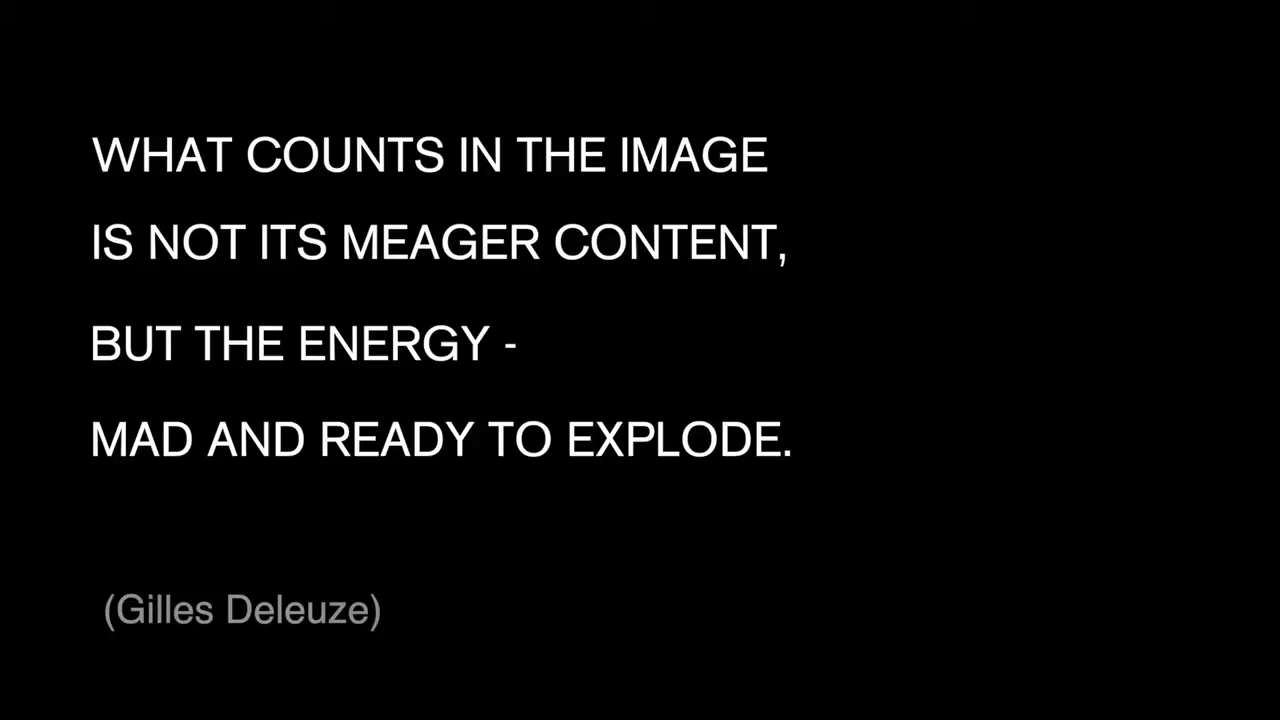 WHAT COUNTS IN THE IMAGE
IS NOT ITS MEAGER CONTENT,
BUT THE ENERGY -
MAD AND READY TO EXPLODE.
(Gilles Deleuze)